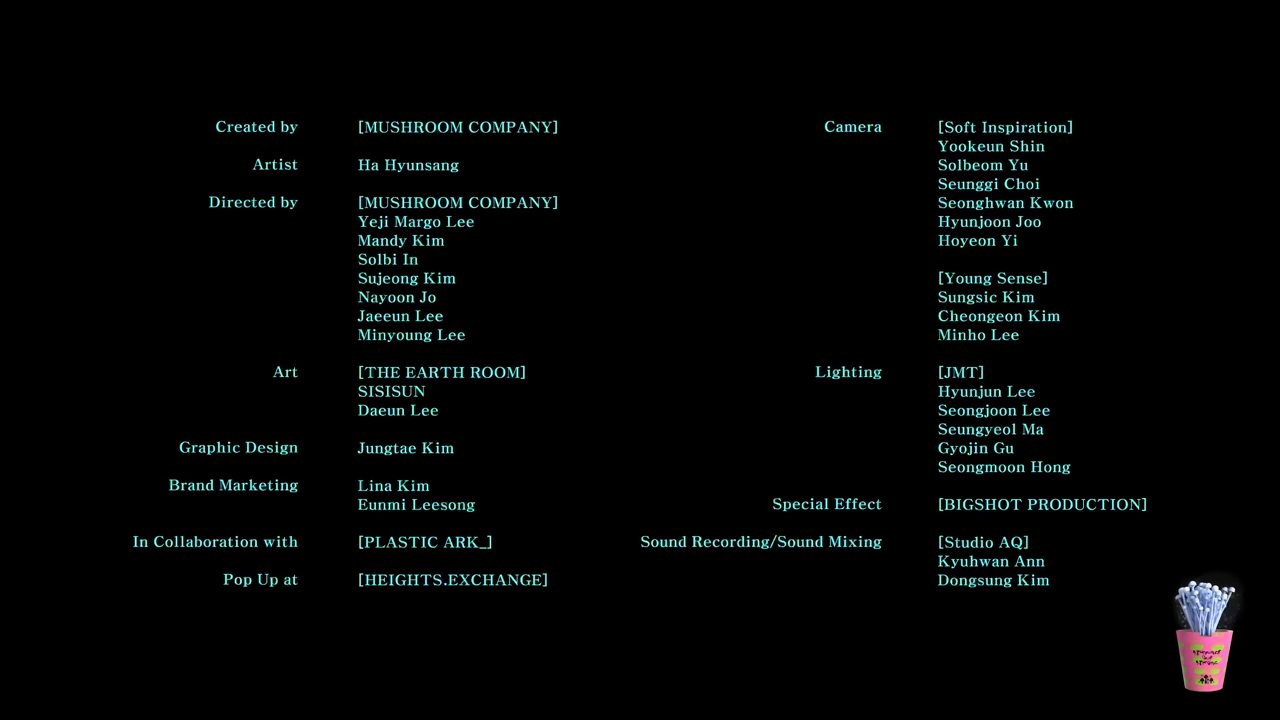 Created by [MUSHROOM COMPANY]
Artist Ha Hyunsang
Directed by [MUSHROOM COMPANY]
Yeji Margo Lee
Mandy Kim
Solbi In
Sujeong Kim
Nayoon Jo
Jaeeun Lee
Minyoung Lee
Art [THE EARTH ROOM]
SISISUN
Daeun Lee
Graphic Design Jungtae Kim
Brand Marketing Lina Kim
Eunmi Leesong
In Collaboration with [PLASTIC ARK_]
Pop Up at [HEIGHTS.EXCHANGE]
Camera [Soft Inspiration]
Yookeun Shin
Solbeom Yu
Seunggi Choi
Seonghwan Kwon
Hyunjoon Joo
Hoyeon Yi
[Young Sense]
Sungsic Kim
Cheongeon Kim
Minho Lee
Lighting [JMT]
Hyunjun Lee
Seongjoon Lee
Seungyeol Ma
Gyojin Gu
Seongmoon Hong
Special Effect [BIGSHOT PRODUCTION]
Sound Recording/Sound Mixing [Studio AQ]
Kyuhwan Ann
Dongsung Kim